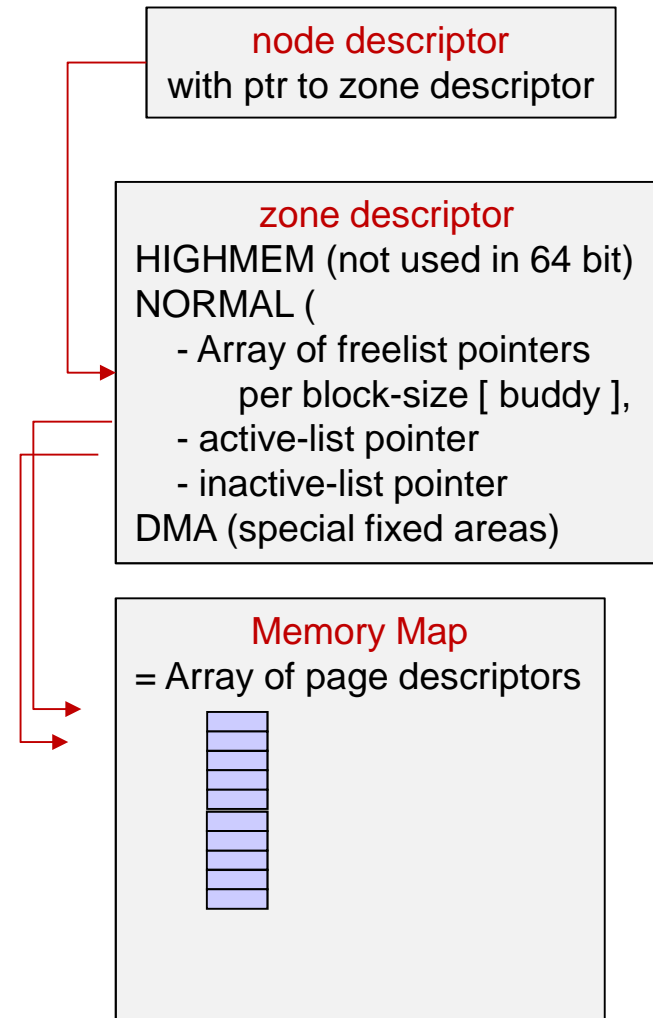 node descriptor
with ptr to zone descriptor
zone descriptor
HIGHMEM (not used in 64 bit)
NORMAL (
- Array of freelist pointers
per block-size [ buddy ],
- active-list pointer
- inactive-list pointer
DMA (special fixed areas)
Memory Map
= Array of page descriptors